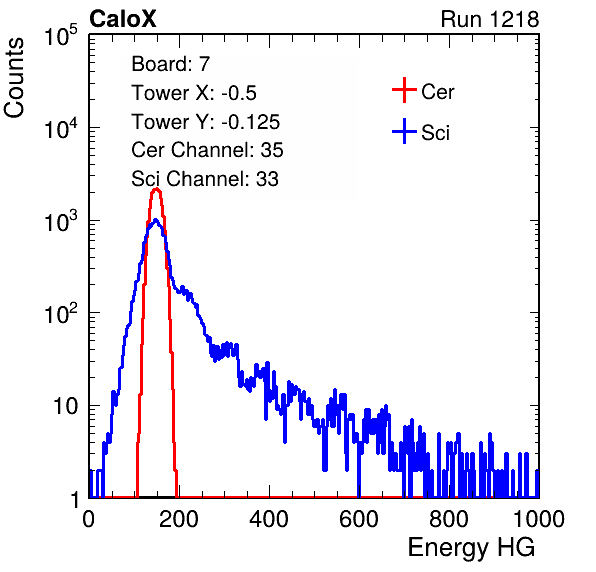 CaloX
Run 1218
Counts
Board: 7
Tower X: -0.5
Tower Y: -0.125
Cer Channel: 35
Sci Channel: 33
Cer
Sci
10^5
10^4
10^3
10^2
10
1
0 200 400 600 800 1000
Energy HG